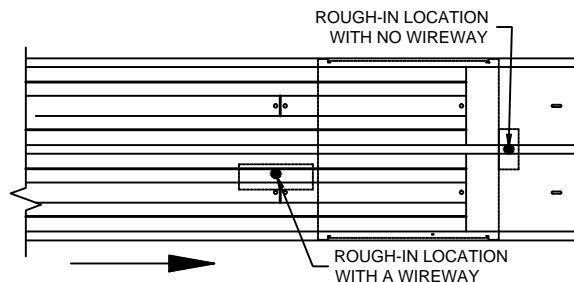 ROUGH-IN LOCATION
WITH NO WIREWAY
ROUGH-IN LOCATION
WITH A WIREWAY